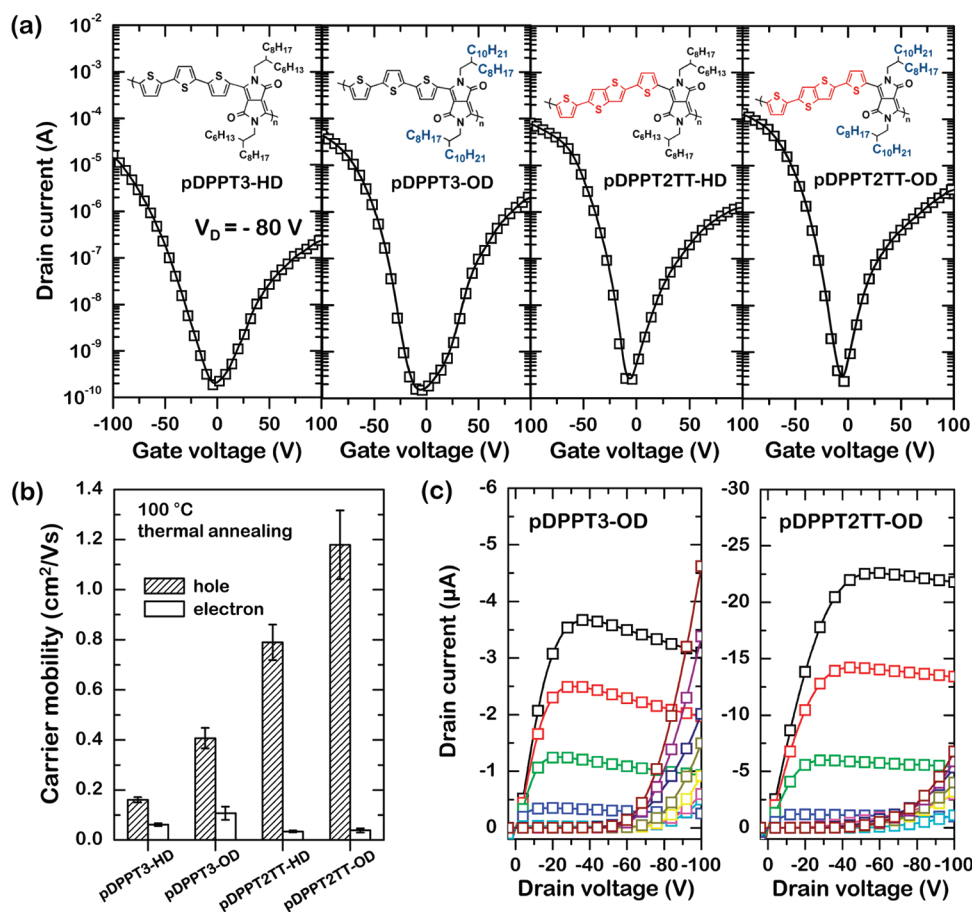 (a)
Drain current (A)
10⁻²
10⁻³
10⁻⁴
10⁻⁵
10⁻⁶
10⁻⁷
10⁻⁸
10⁻⁹
10⁻¹⁰
C₈H₁₇
C₆H₁₃
S
S
S
N
O
O
N
n
C₆H₁₃
C₈H₁₇
pDPPT3-HD
V_D = - 80 V
C₁₀H₂₁
C₈H₁₇
S
S
S
N
O
O
N
n
C₈H₁₇
C₁₀H₂₁
pDPPT3-OD
C₈H₁₇
C₆H₁₃
S
S
S
S
N
O
O
N
n
C₆H₁₃
C₈H₁₇
pDPPT2TT-HD
C₁₀H₂₁
C₈H₁₇
S
S
S
S
N
O
O
N
n
C₈H₁₇
C₁₀H₂₁
pDPPT2TT-OD
-100 -50 0 50 100 -50 0 50 100 -50 0 50 100 -50 0 50 100
Gate voltage (V) Gate voltage (V) Gate voltage (V) Gate voltage (V)
(b)
Carrier mobility (cm²/Vs)
1.4
1.2
1.0
0.8
0.6
0.4
0.2
0.0
100 °C
thermal annealing
hole
electron
pDPPT3-HD
pDPPT3-OD
pDPPT2TT-HD
pDPPT2TT-OD
(c)
Drain current (µA)
-6
-5
-4
-3
-2
-1
0
pDPPT3-OD
0 -20 -40 -60 -80 -100
Drain voltage (V)
-30
-25
-20
-15
-10
-5
0
pDPPT2TT-OD
0 -20 -40 -60 -80 -100
Drain voltage (V)